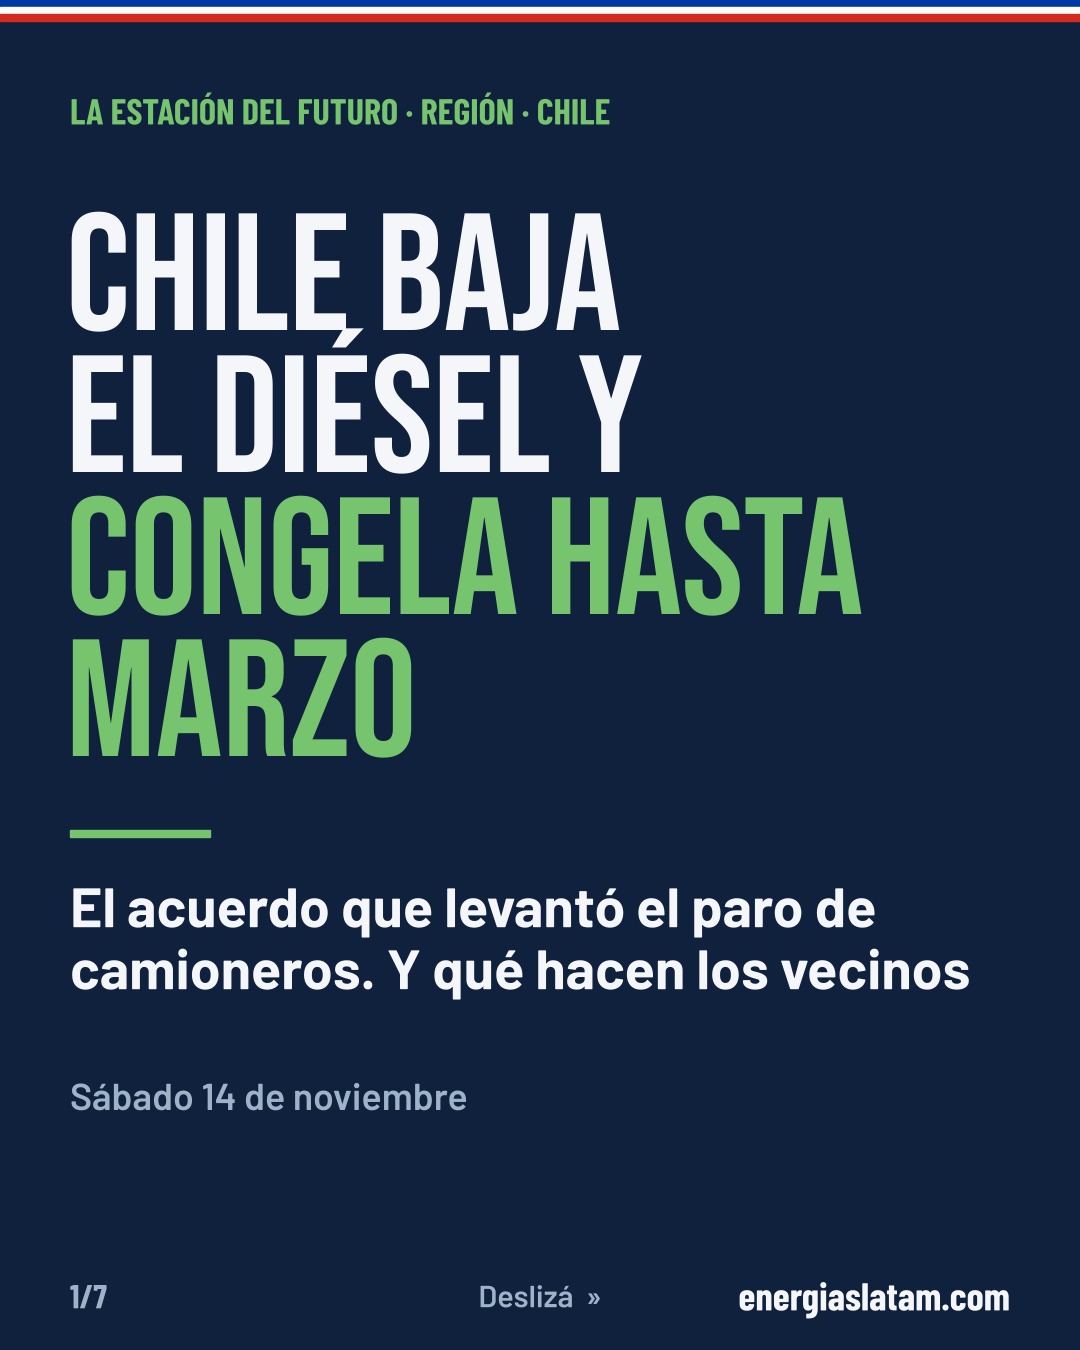 LA ESTACIÓN DEL FUTURO · REGIÓN · CHILE
CHILE BAJA
EL DIÉSEL Y
CONGELA HASTA
MARZO
El acuerdo que levantó el paro de
camioneros. Y qué hacen los vecinos
Sábado 14 de noviembre
1/7
Deslizá »
energiaslatam.com